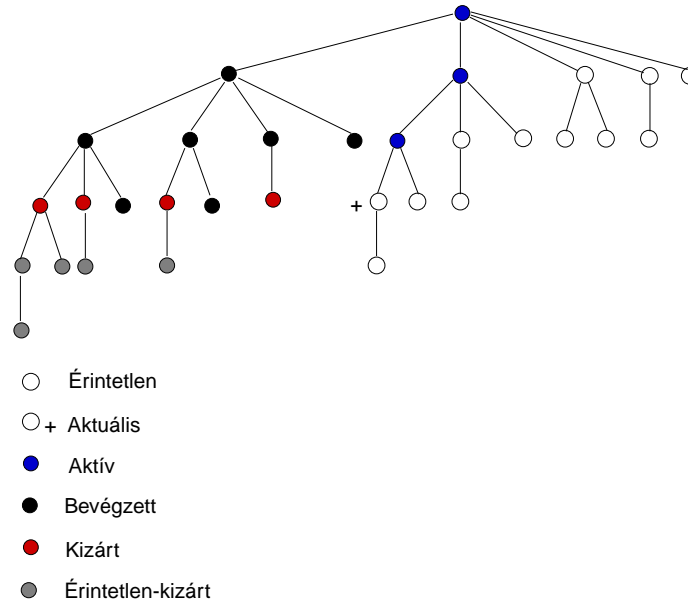 +
Érintetlen
+ Aktuális
Aktív
Bevégzett
Kizárt
Érintetlen-kizárt